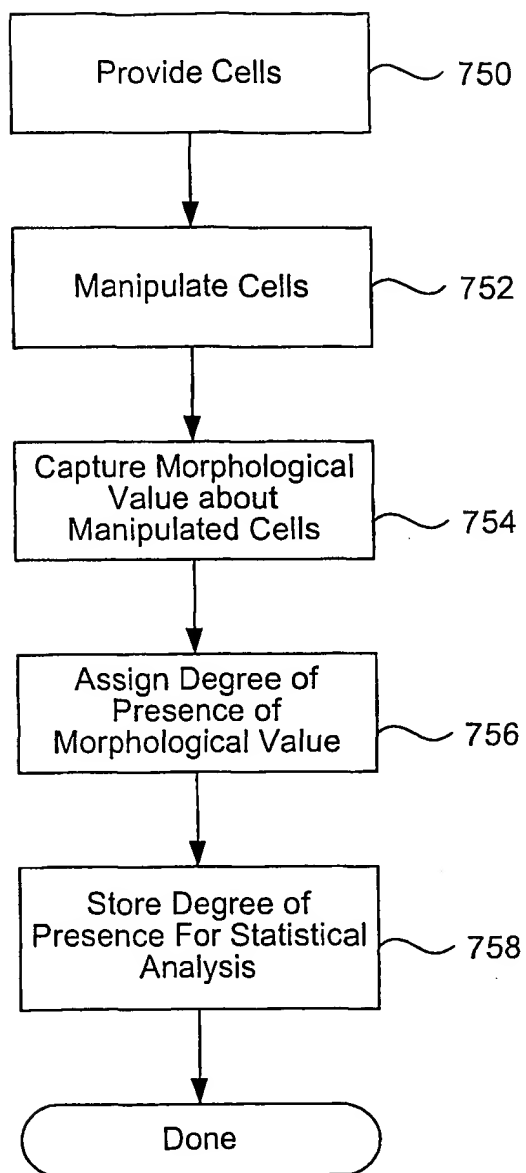 Provide Cells
750
Manipulate Cells
752
Capture Morphological
Value about
Manipulated Cells
754
Assign Degree of
Presence of
Morphological Value
756
Store Degree of
Presence For Statistical
Analysis
758
Done